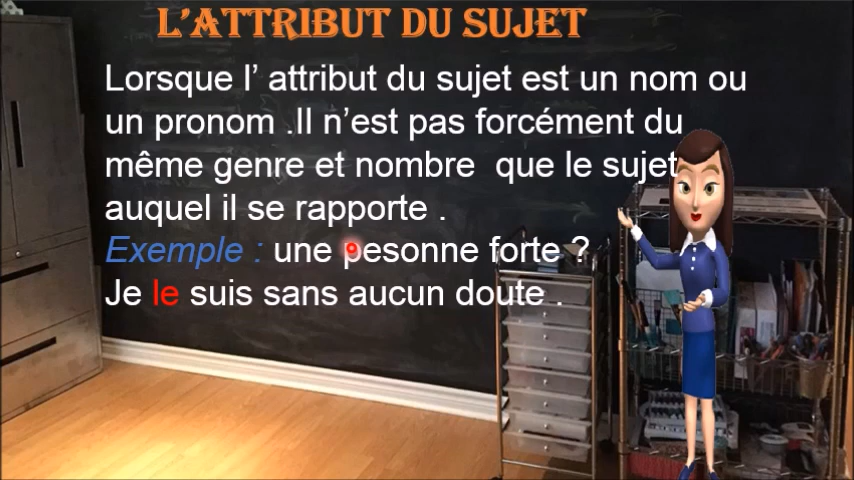 L'ATTRIBUT DU SUJET
Lorsque l' attribut du sujet est un nom ou
un pronom .Il n'est pas forcément du
même genre et nombre que le sujet
auquel il se rapporte .
Exemple : une pesonne forte ?
Je le suis sans aucun doute .